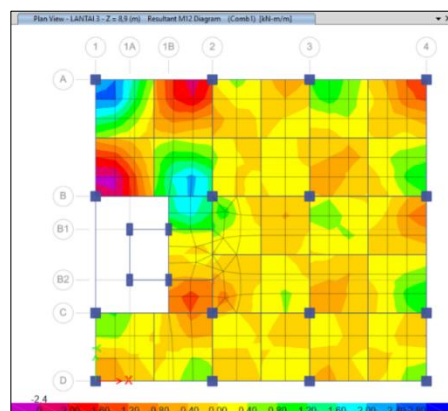 Plan View - LANTAI 3 - Z = 8,9 (m) Resultant M12 Diagram (Comb1) [kN-m/m]
1 1A 1B 2 3 4
A
B
B1
B2
C
D
X
-2.4